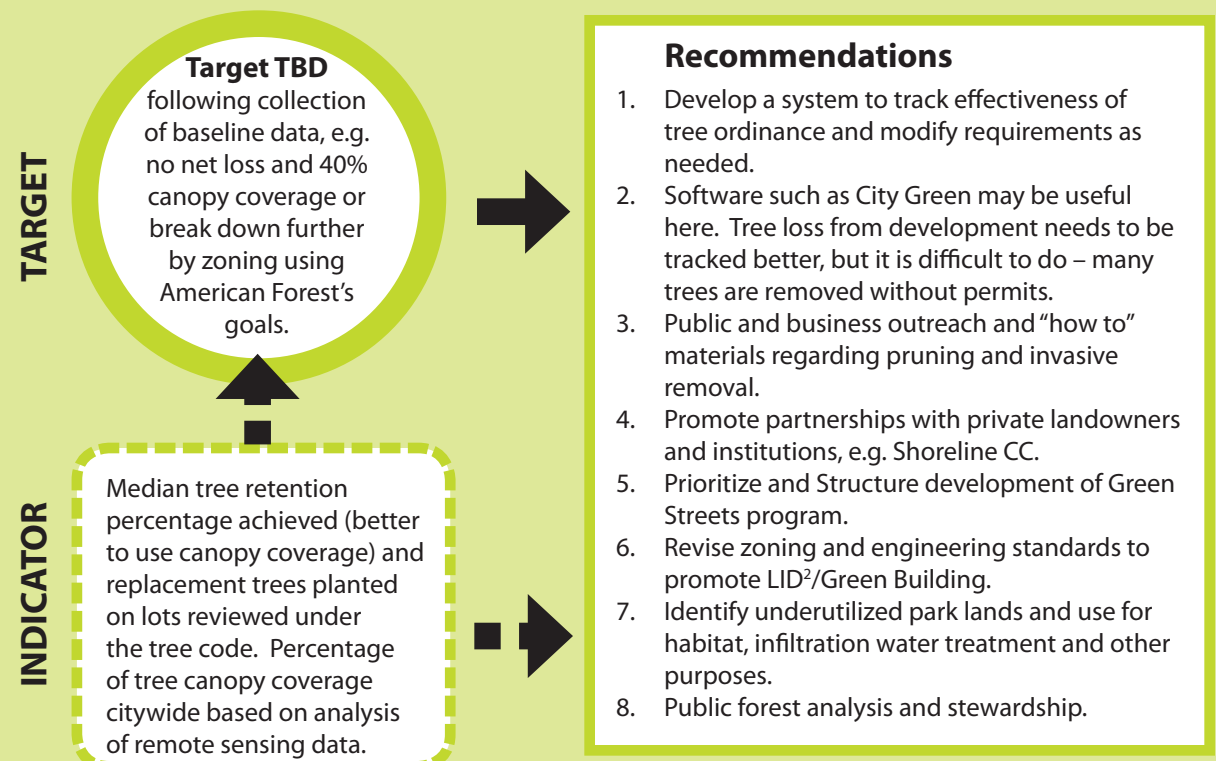 TARGET
Target TBD
following collection
of baseline data, e.g.
no net loss and 40%
canopy coverage or
break down further
by zoning using
American Forest's
goals.
INDICATOR
Median tree retention
percentage achieved (better
to use canopy coverage) and
replacement trees planted
on lots reviewed under
the tree code.  Percentage
of tree canopy coverage
citywide based on analysis
of remote sensing data.
Recommendations
1. Develop a system to track effectiveness of
tree ordinance and modify requirements as
needed.
2. Software such as City Green may be useful
here.  Tree loss from development needs to be
tracked better, but it is difficult to do – many
trees are removed without permits.
3. Public and business outreach and “how to”
materials regarding pruning and invasive
removal.
4. Promote partnerships with private landowners
and institutions, e.g. Shoreline CC.
5. Prioritize and Structure development of Green
Streets program.
6. Revise zoning and engineering standards to
promote LID²/Green Building.
7. Identify underutilized park lands and use for
habitat, infiltration water treatment and other
purposes.
8. Public forest analysis and stewardship.